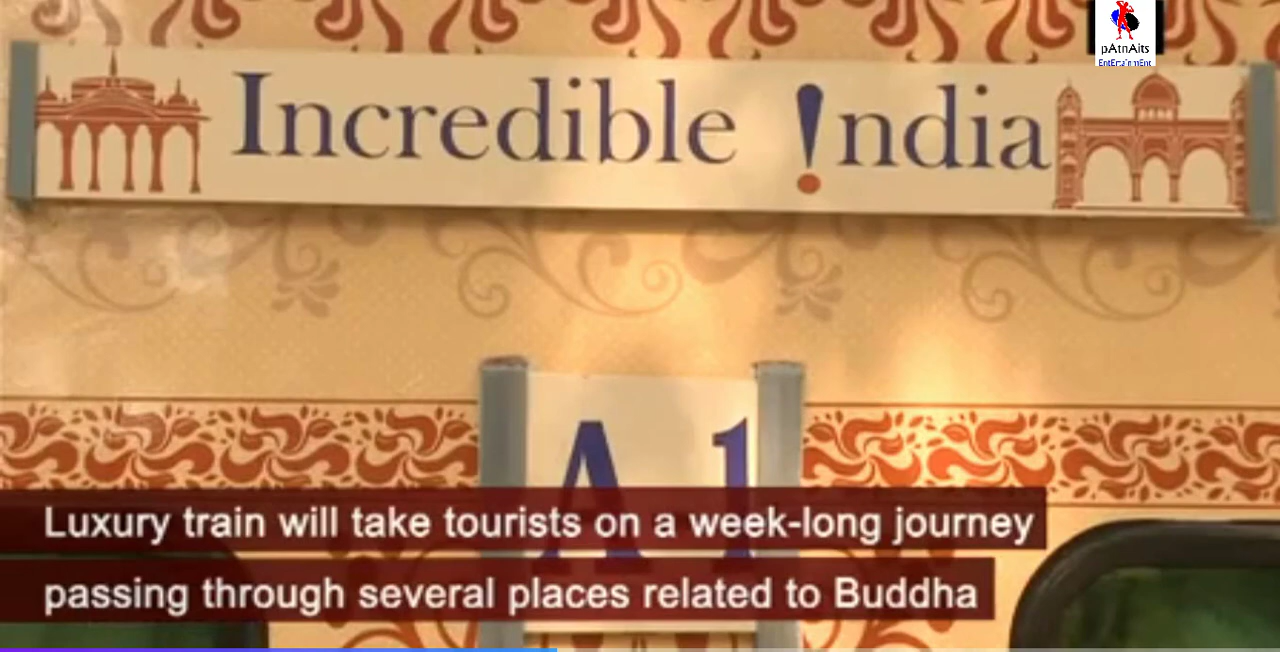 pAtnAits
EntErtaInmEnt
Incredible !ndia
A 1
Luxury train will take tourists on a week-long journey
passing through several places related to Buddha